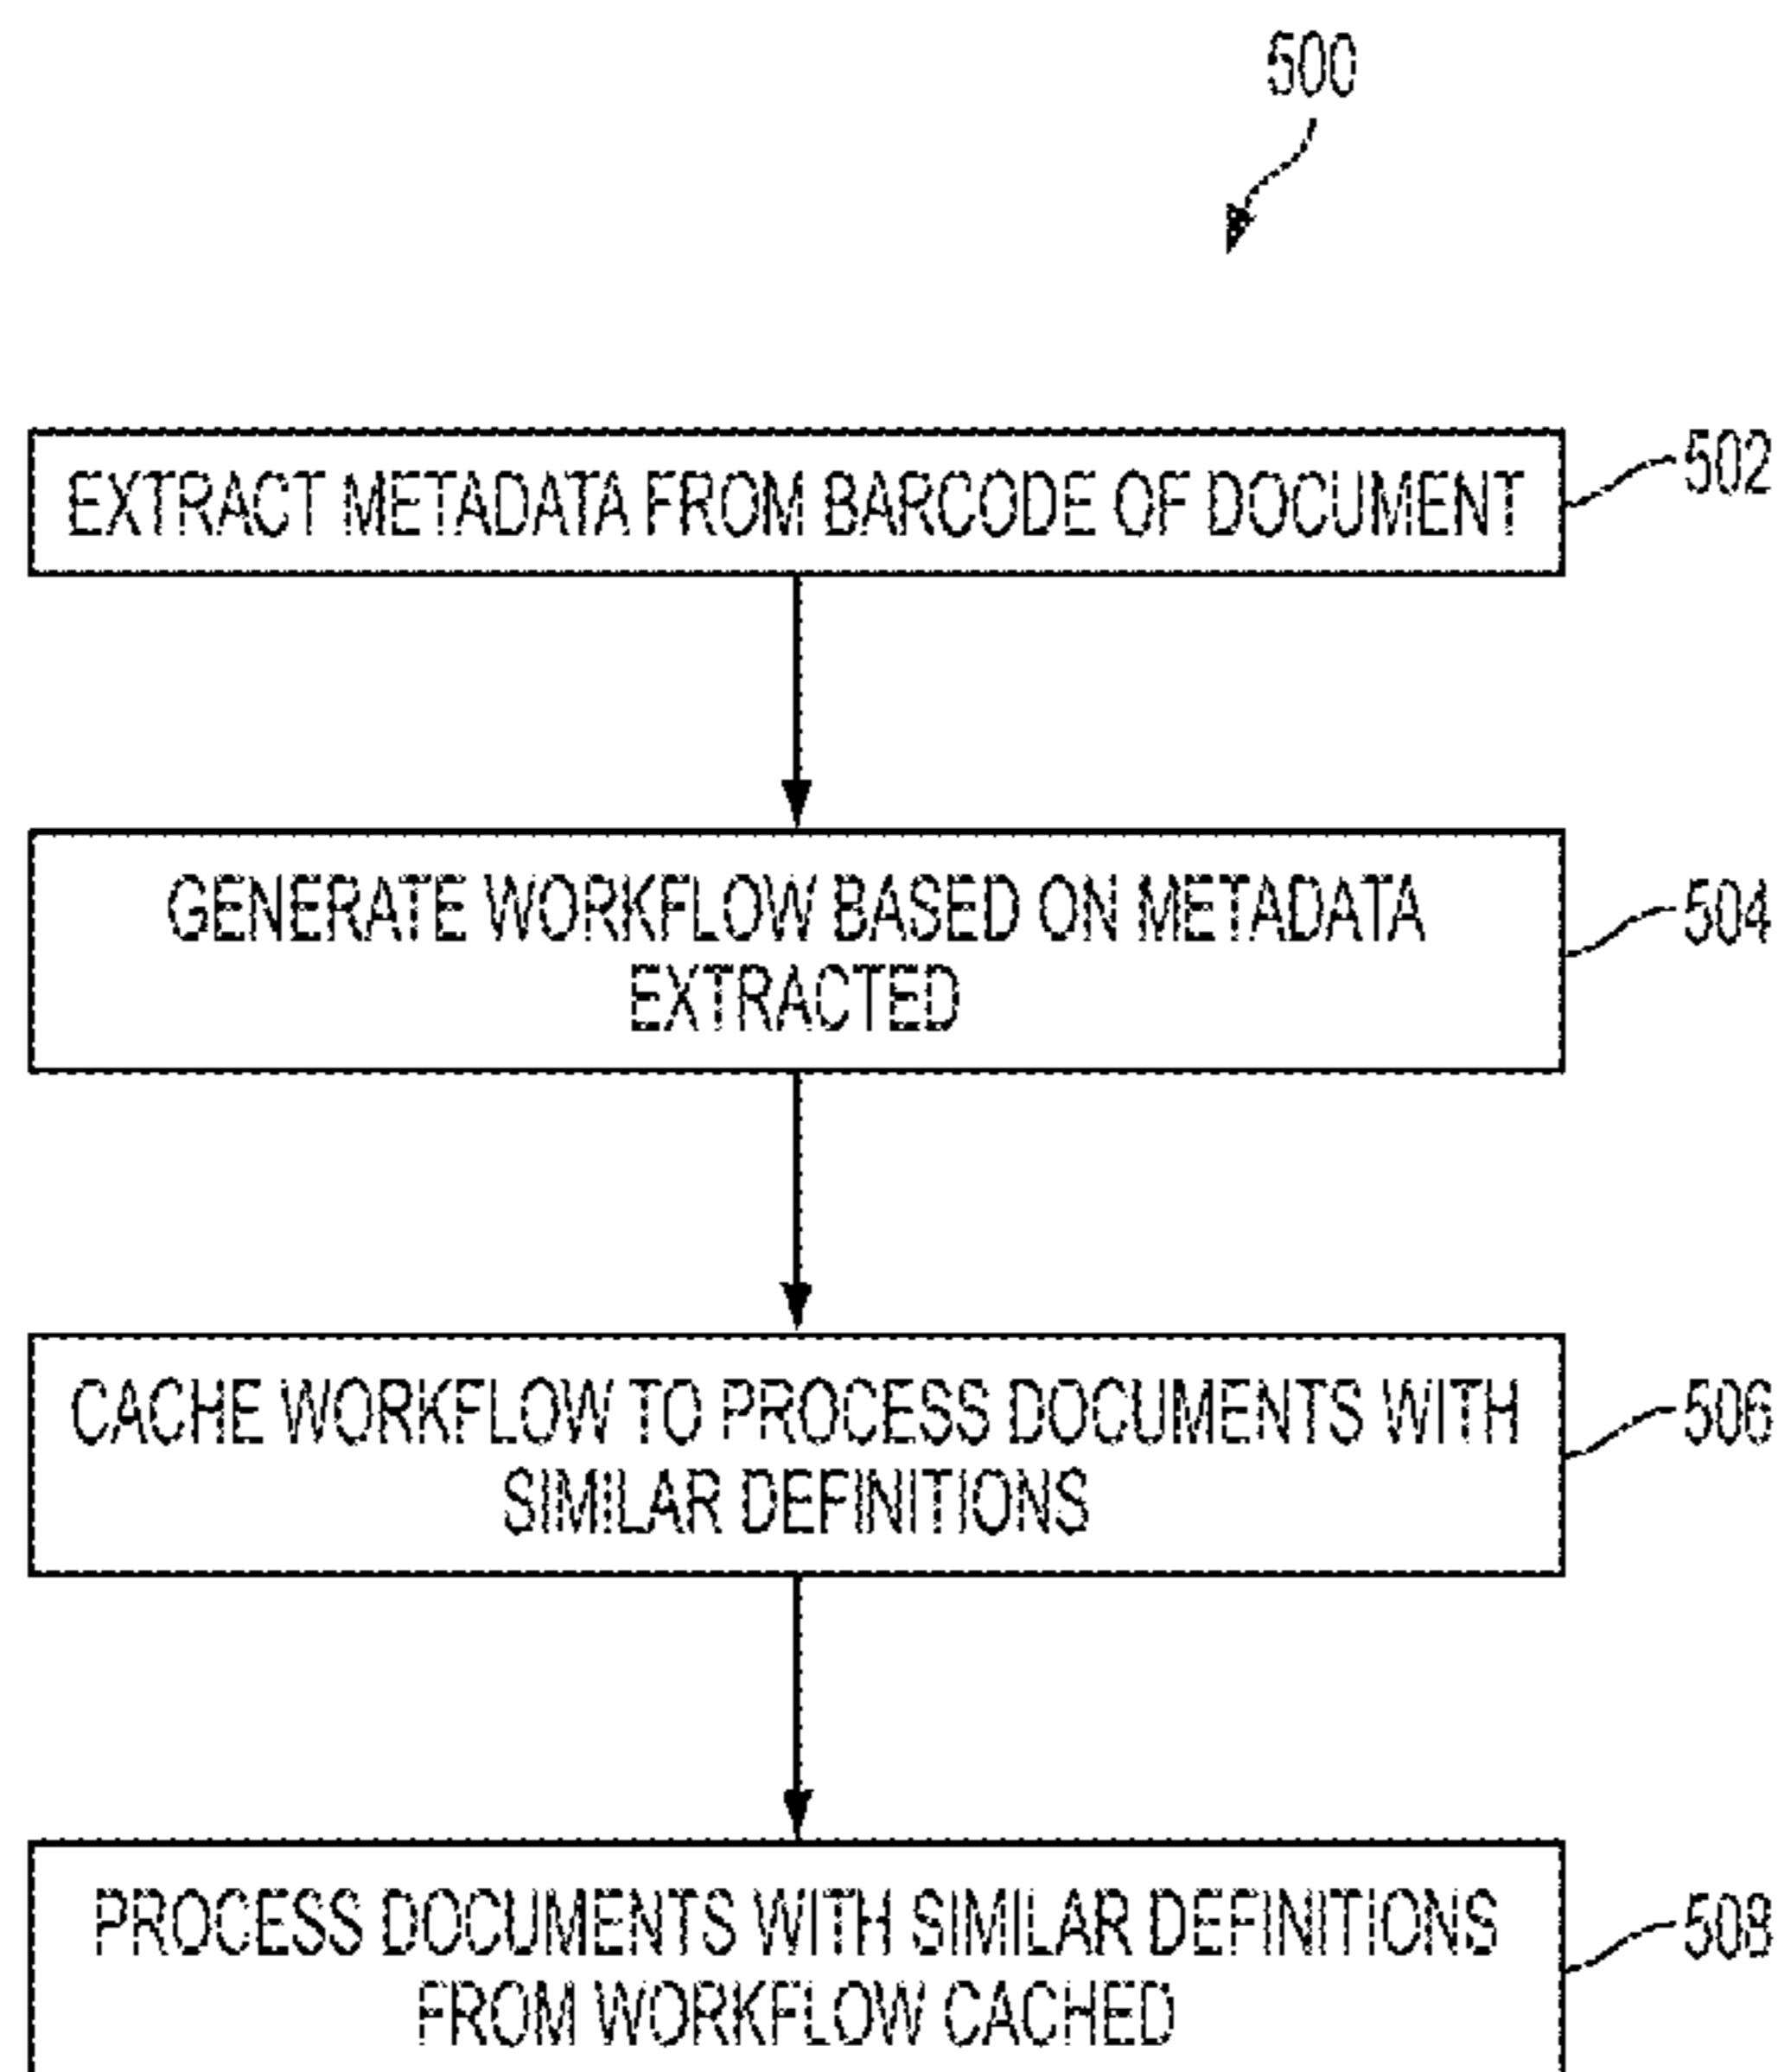 500
EXTRACT METADATA FROM BARCODE OF DOCUMENT
502
GENERATE WORKFLOW BASED ON METADATA
EXTRACTED
504
CACHE WORKFLOW TO PROCESS DOCUMENTS WITH
SIMILAR DEFINITIONS
506
PROCESS DOCUMENTS WITH SIMILAR DEFINITIONS
FROM WORKFLOW CACHED
508